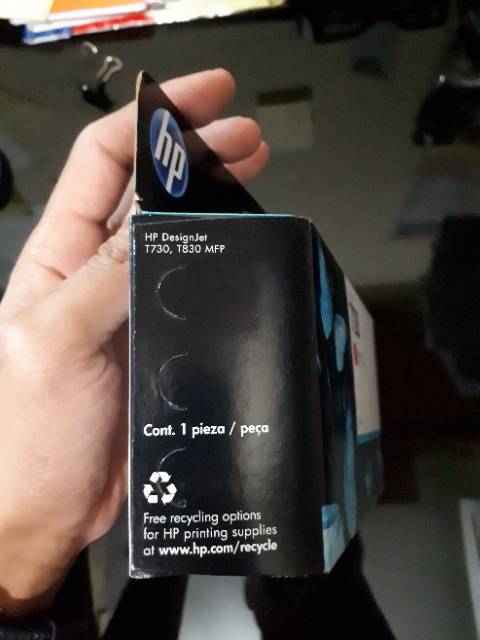 hp
HP DesignJet
T730, T830 MFP
Cont. 1 pieza / peça
Free recycling options
for HP printing supplies
at www.hp.com/recycle